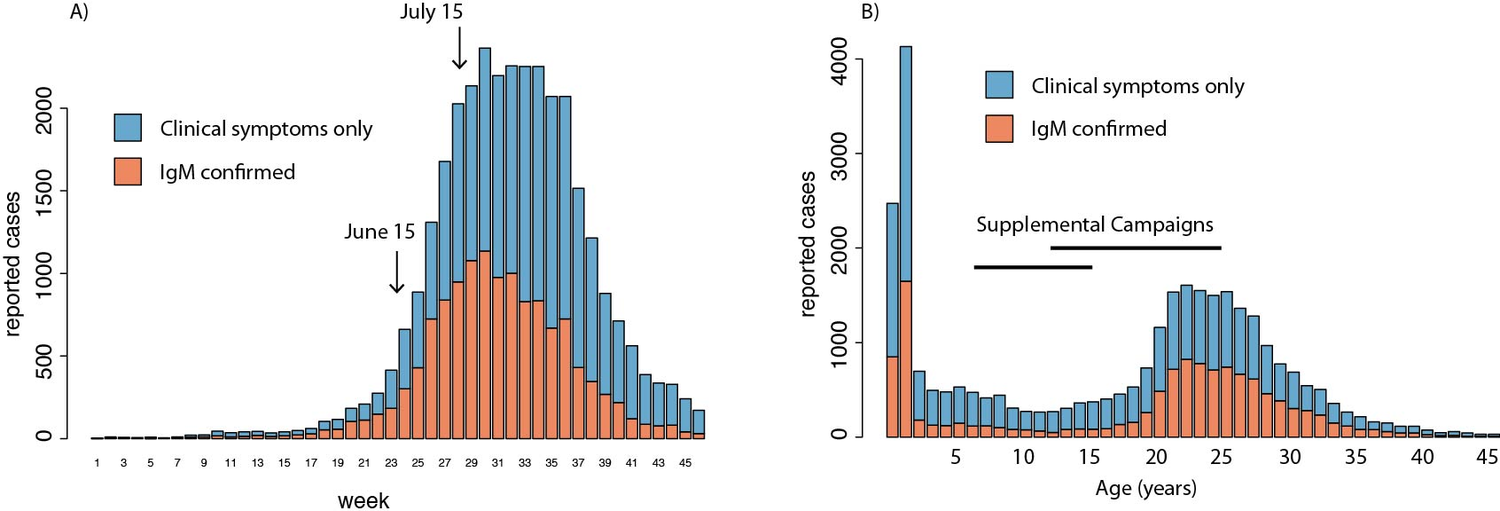 A)
July 15
Clinical symptoms only
IgM confirmed
June 15
reported cases
0
500
1000
1500
2000
1 3 5 7 9 11 13 15 17 19 21 23 25 27 29 31 33 35 37 39 41 43 45
week
B)
Clinical symptoms only
IgM confirmed
Supplemental Campaigns
reported cases
0
1000
2000
3000
4000
5 10 15 20 25 30 35 40 45
Age (years)